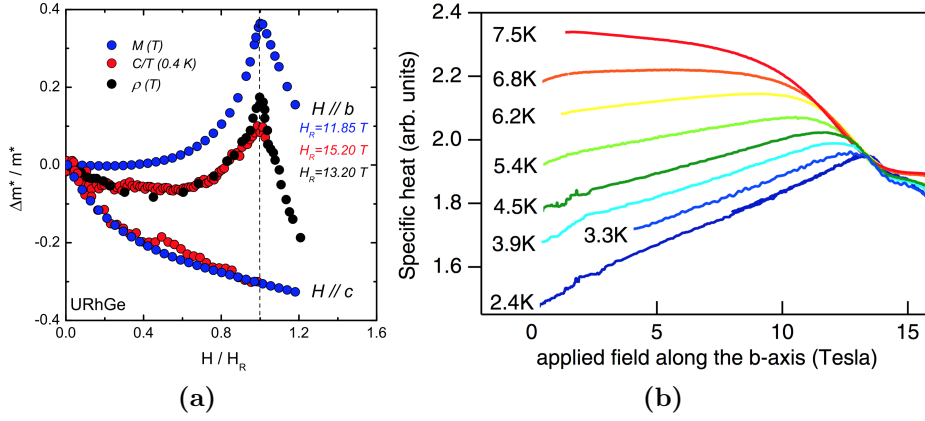 (a)
Δm* / m*
0.4
0.2
0.0
-0.2
-0.4
M (T)
C/T (0.4 K)
ρ (T)
H // b
H_R=11.85 T
H_R=15.20 T
H_R=13.20 T
H // c
URhGe
0.0 0.4 0.8 1.2 1.6
H / H_R
(a)
Specific heat (arb. units)
2.4
2.2
2.0
1.8
1.6
7.5K
6.8K
6.2K
5.4K
4.5K
3.9K
3.3K
2.4K
0 5 10 15
applied field along the b-axis (Tesla)
(b)
(b)